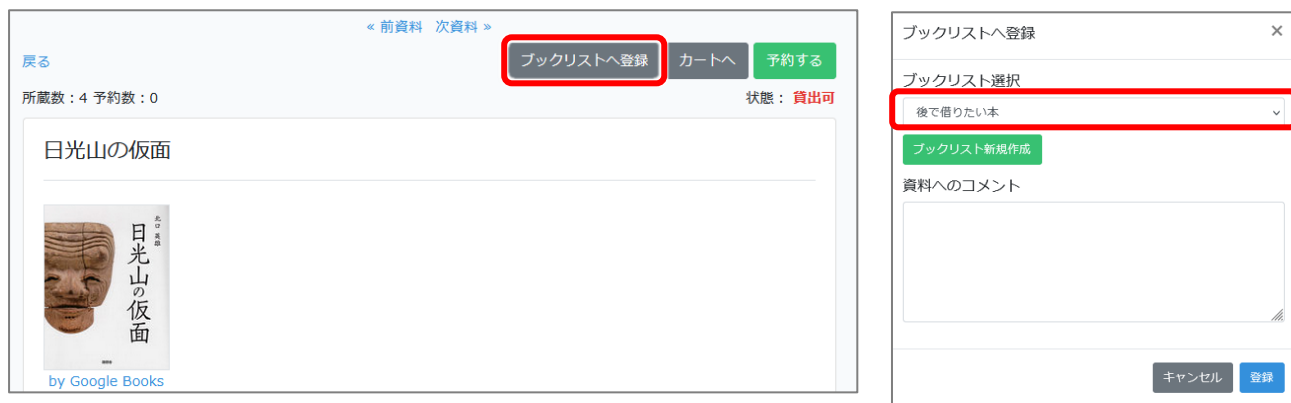 « 前資料 次資料 »
戻る
ブックリストへ登録 カートへ 予約する
所蔵数：4 予約数：0
状態： 貸出可
日光山の仮面
北口英雄
日光山の仮面
by Google Books
ブックリストへ登録 ×
ブックリスト選択
後で借りたい本
ブックリスト新規作成
資料へのコメント
キャンセル 登録